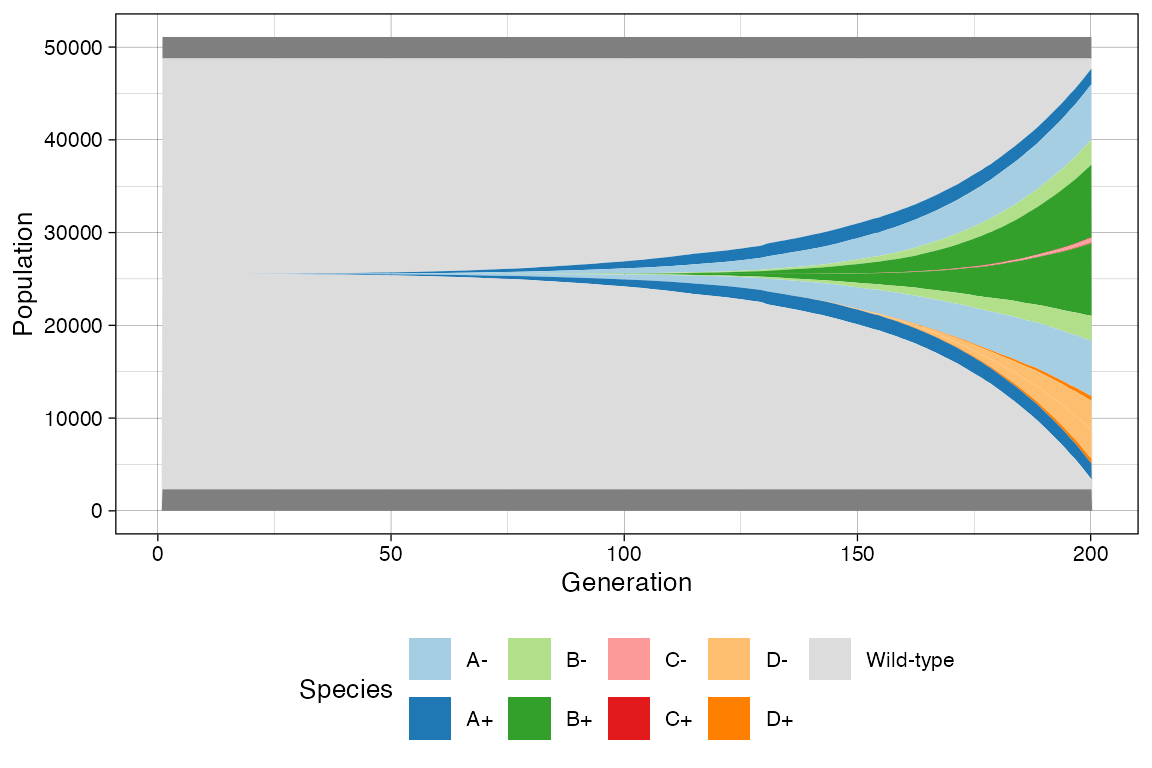 50000
40000
30000
20000
10000
0
Population
0 50 100 150 200
Generation
Species
A- B- C- D- Wild-type
A+ B+ C+ D+